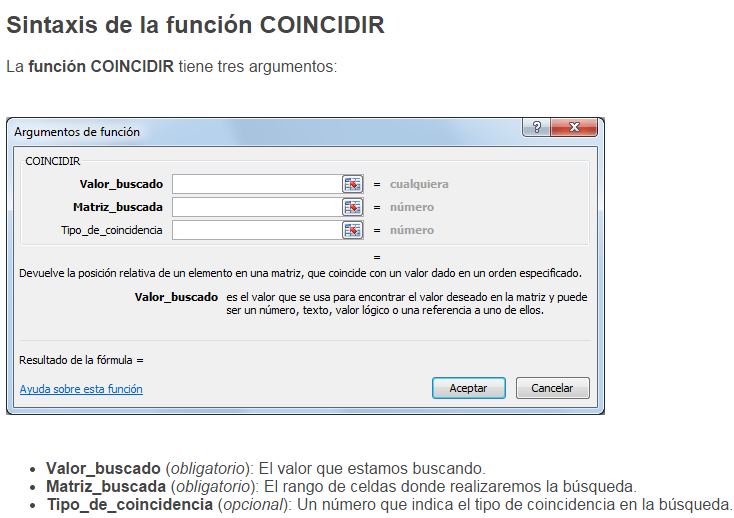 Sintaxis de la función COINCIDIR
La función COINCIDIR tiene tres argumentos:
Argumentos de función
?
COINCIDIR
Valor_buscado = cualquiera
Matriz_buscada = número
Tipo_de_coincidencia = número
=
Devuelve la posición relativa de un elemento en una matriz, que coincide con un valor dado en un orden especificado.
Valor_buscado es el valor que se usa para encontrar el valor deseado en la matriz y puede
ser un número, texto, valor lógico o una referencia a uno de ellos.
Resultado de la fórmula =
Ayuda sobre esta función Aceptar Cancelar
• Valor_buscado (obligatorio): El valor que estamos buscando.
• Matriz_buscada (obligatorio): El rango de celdas donde realizaremos la búsqueda.
• Tipo_de_coincidencia (opcional): Un número que indica el tipo de coincidencia en la búsqueda.